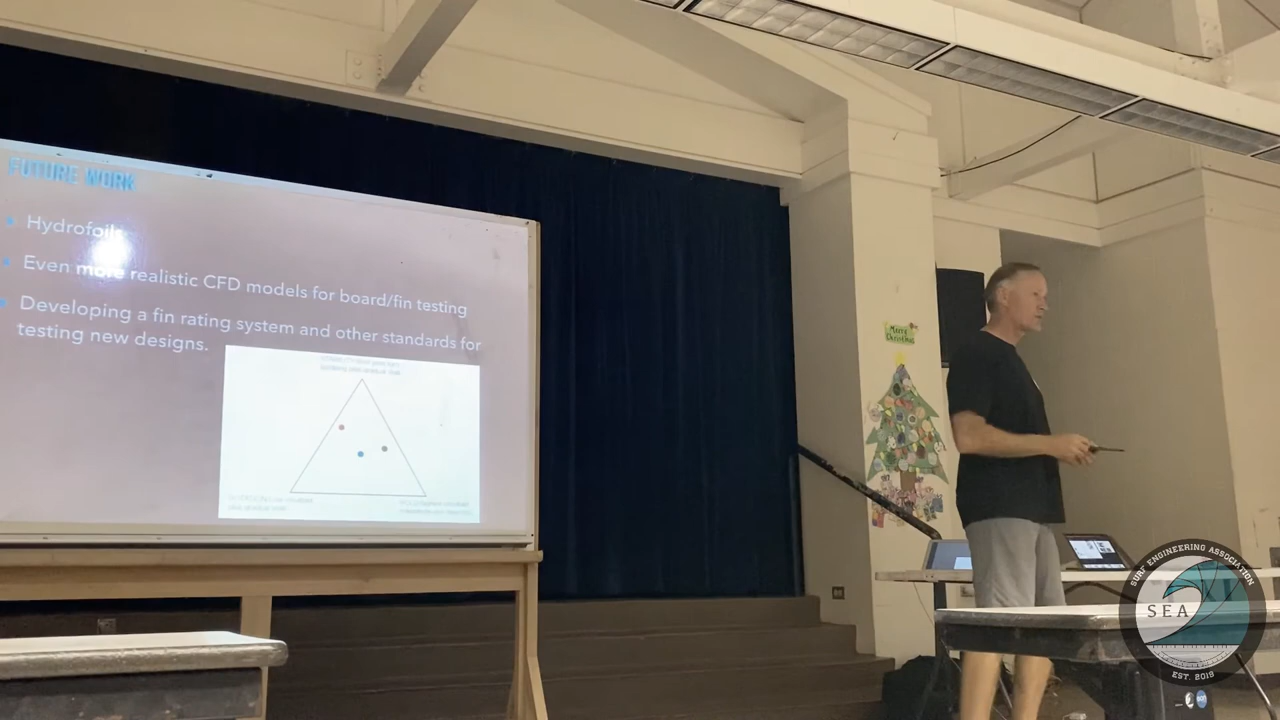 FUTURE WORK
Hydrofoils
Even more realistic CFD models for board/fin testing
Developing a fin rating system and other standards for
testing new designs.
Merry
Christmas
SURF ENGINEERING ASSOCIATION
SEA
EST. 2019